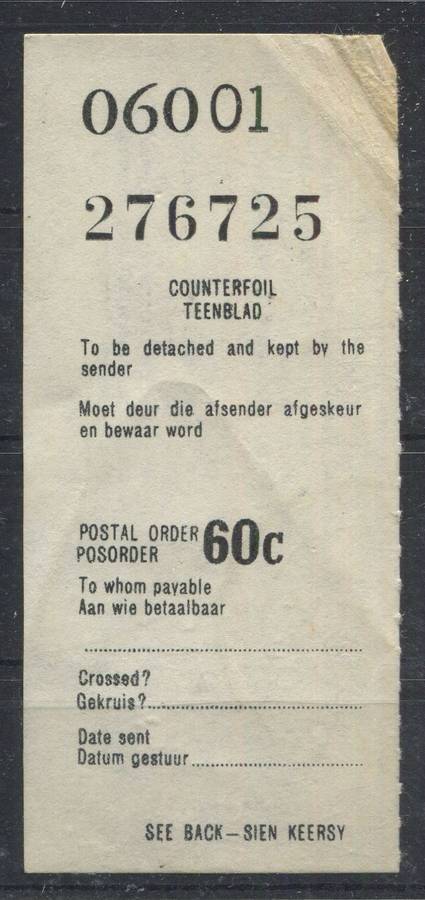 06001
276725
COUNTERFOIL
TEENBLAD
To be detached and kept by the
sender
Moet deur die afsender afgeskeur
en bewaar word
POSTAL ORDER 60c
POSORDER
To whom payable
Aan wie betaalbaar
Crossed?
Gekruis?
Date sent
Datum gestuur
SEE BACK—SIEN KEERSY